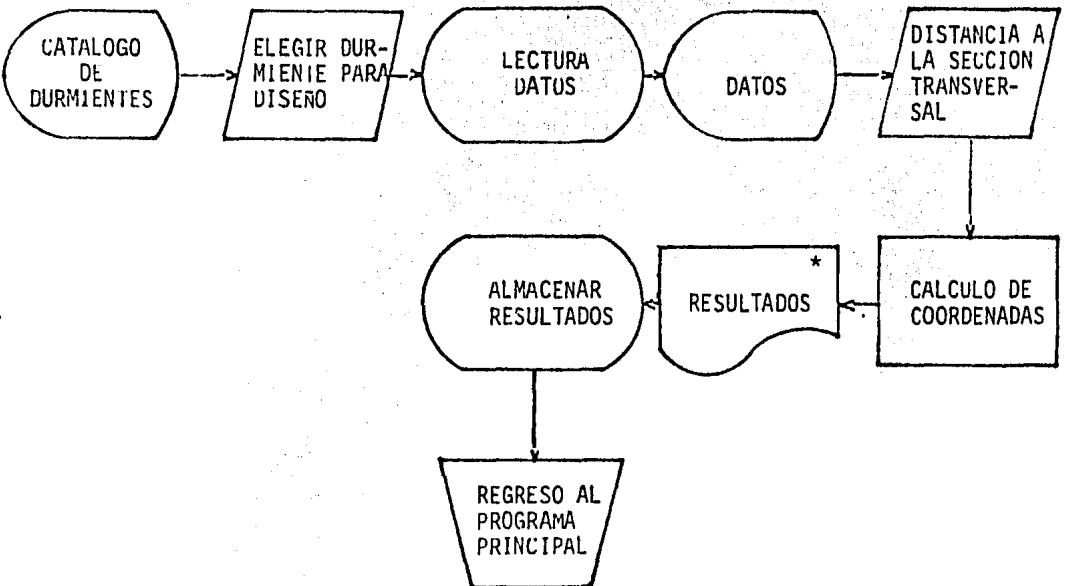 CATALOGO
DE
DURMIENTES
ELEGIR DUR-
MIENTE PARA
DISEÑO
LECTURA
DATOS
DATOS
DISTANCIA A
LA SECCION
TRANSVER-
SAL
CALCULO DE
COORDENADAS
*
RESULTADOS
ALMACENAR
RESULTADOS
REGRESO AL
PROGRAMA
PRINCIPAL